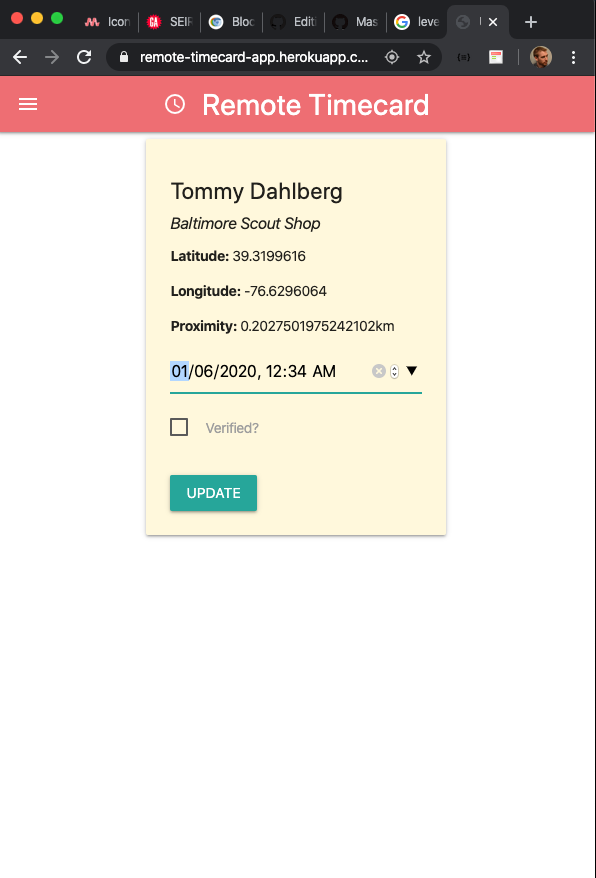 Icon
GA
SEIR
Bloc
Editi
Mas
leve
remote-timecard-app.herokuapp.c...
Remote Timecard
Tommy Dahlberg
Baltimore Scout Shop
Latitude: 39.3199616
Longitude: -76.6296064
Proximity: 0.2027501975242102km
01/06/2020, 12:34 AM
Verified?
UPDATE